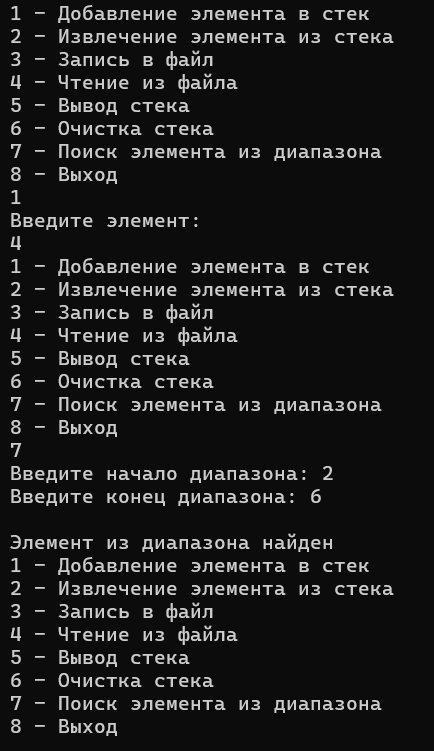 1 – Добавление элемента в стек
2 – Извлечение элемента из стека
3 – Запись в файл
4 – Чтение из файла
5 – Вывод стека
6 – Очистка стека
7 – Поиск элемента из диапазона
8 – Выход
1
Введите элемент:
4
1 – Добавление элемента в стек
2 – Извлечение элемента из стека
3 – Запись в файл
4 – Чтение из файла
5 – Вывод стека
6 – Очистка стека
7 – Поиск элемента из диапазона
8 – Выход
7
Введите начало диапазона: 2
Введите конец диапазона: 6
Элемент из диапазона найден
1 – Добавление элемента в стек
2 – Извлечение элемента из стека
3 – Запись в файл
4 – Чтение из файла
5 – Вывод стека
6 – Очистка стека
7 – Поиск элемента из диапазона
8 – Выход